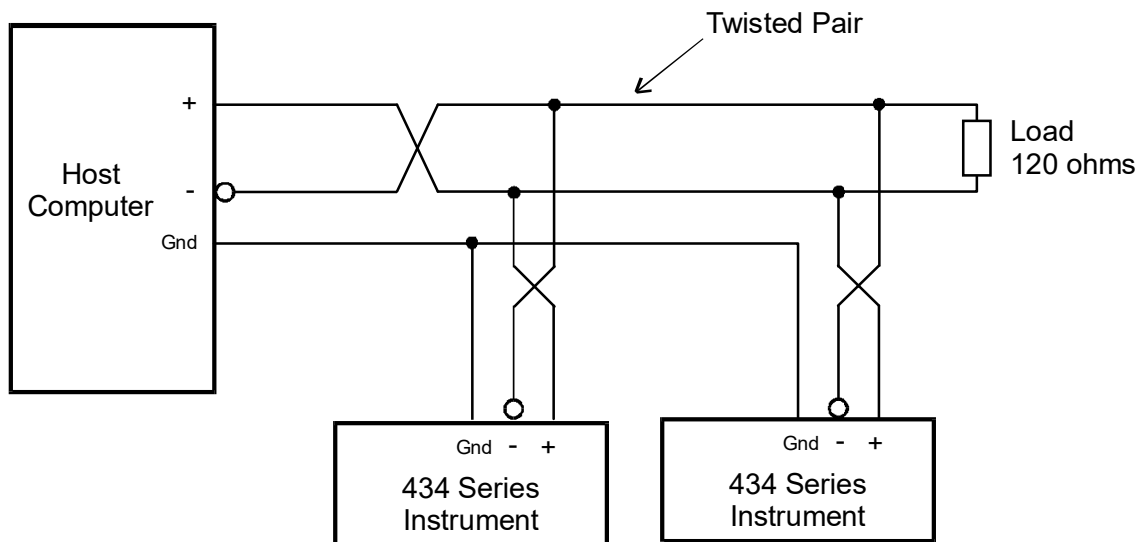 Twisted Pair
+
Host
Computer
-
Gnd
Load
120 ohms
Gnd - +
434 Series
Instrument
Gnd - +
434 Series
Instrument